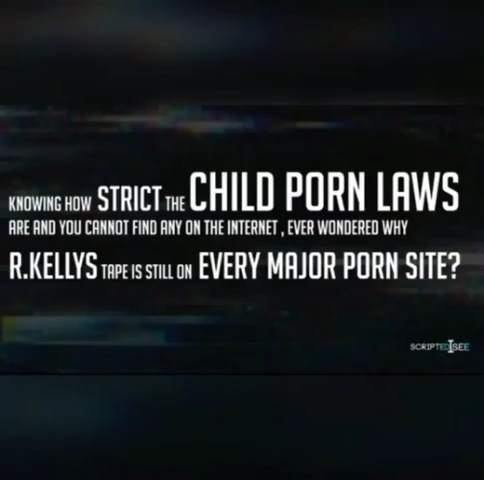 KNOWING HOW STRICT THE CHILD PORN LAWS
ARE AND YOU CANNOT FIND ANY ON THE INTERNET , EVER WONDERED WHY
R.KELLYS TAPE IS STILL ON EVERY MAJOR PORN SITE?
SCRIPTEDISEE